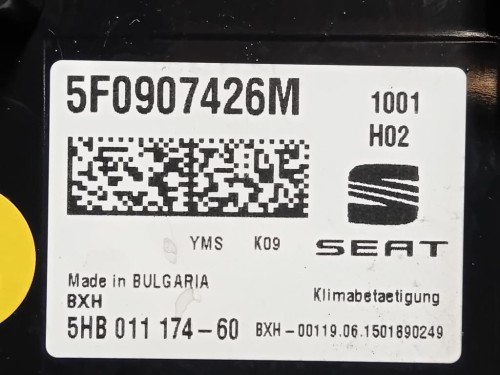 5F0907426M 1001
H02
YMS K09 SEAT
Made in BULGARIA
BXH Klimabetaetigung
5HB 011 174-60 BXH-00119.06.1501890249